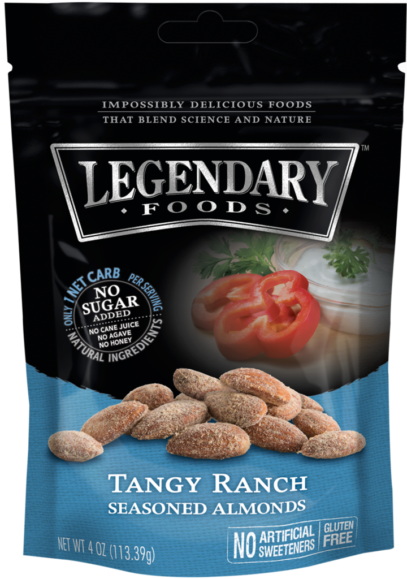 IMPOSSIBLY DELICIOUS FOODS
THAT BLEND SCIENCE AND NATURE
LEGENDARY™
· FOODS ·
ONLY 1 NET CARB PER SERVING
NO
SUGAR
ADDED
NO CANE JUICE
NO AGAVE
NO HONEY
NATURAL INGREDIENTS
TANGY RANCH
SEASONED ALMONDS
NET WT 4 OZ (113.39g)
NO ARTIFICIAL
SWEETENERS
GLUTEN
FREE